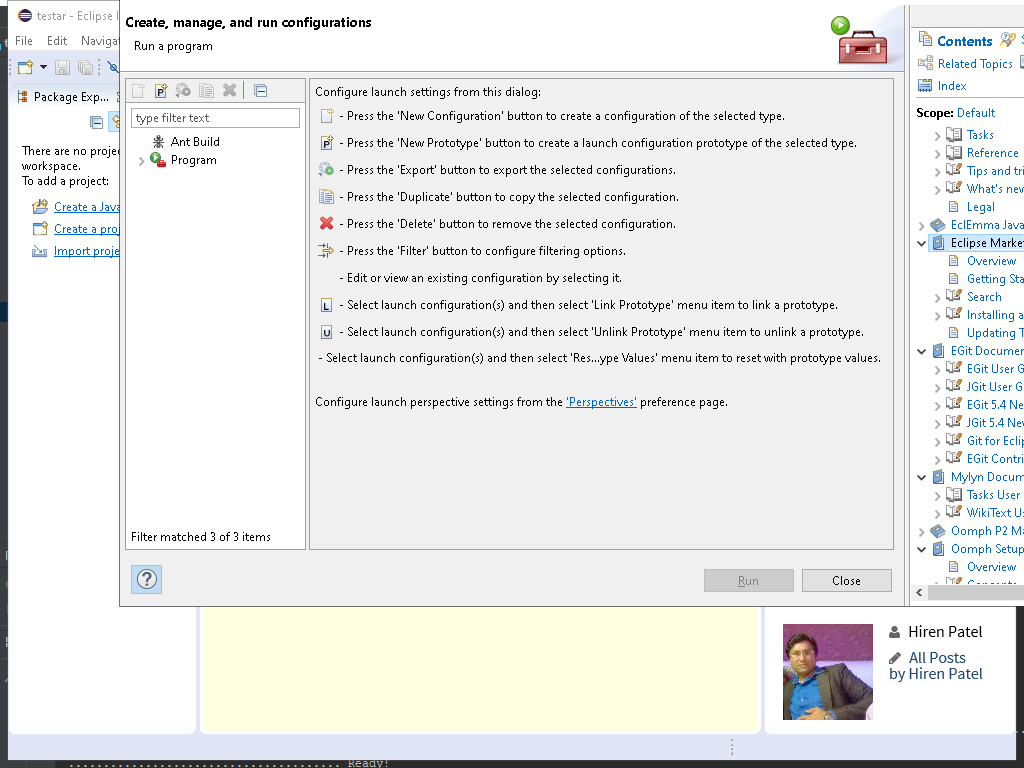 testar - Eclipse I
File Edit Navigat
Package Exp...
There are no proje
workspace.
To add a project:
Create a Java
Create a proj
Import proje
Create, manage, and run configurations
Run a program
type filter text
Ant Build
Program
Filter matched 3 of 3 items
Configure launch settings from this dialog:
- Press the 'New Configuration' button to create a configuration of the selected type.
P - Press the 'New Prototype' button to create a launch configuration prototype of the selected type.
- Press the 'Export' button to export the selected configurations.
- Press the 'Duplicate' button to copy the selected configuration.
- Press the 'Delete' button to remove the selected configuration.
- Press the 'Filter' button to configure filtering options.
- Edit or view an existing configuration by selecting it.
L - Select launch configuration(s) and then select 'Link Prototype' menu item to link a prototype.
U - Select launch configuration(s) and then select 'Unlink Prototype' menu item to unlink a prototype.
- Select launch configuration(s) and then select 'Res...ype Values' menu item to reset with prototype values.
Configure launch perspective settings from the 'Perspectives' preference page.
?
Run
Close
Contents
Related Topics
Index
Scope: Default
Tasks
Reference
Tips and tri
What's new
Legal
EclEmma Java
Eclipse Marke
Overview
Getting Sta
Search
Installing a
Updating T
EGit Documen
EGit User G
JGit User G
EGit 5.4 Ne
JGit 5.4 Nev
Git for Eclip
EGit Contri
Mylyn Docum
Tasks User
WikiText Us
Oomph P2 Ma
Oomph Setup
Overview
Hiren Patel
All Posts
by Hiren Patel
Ready!